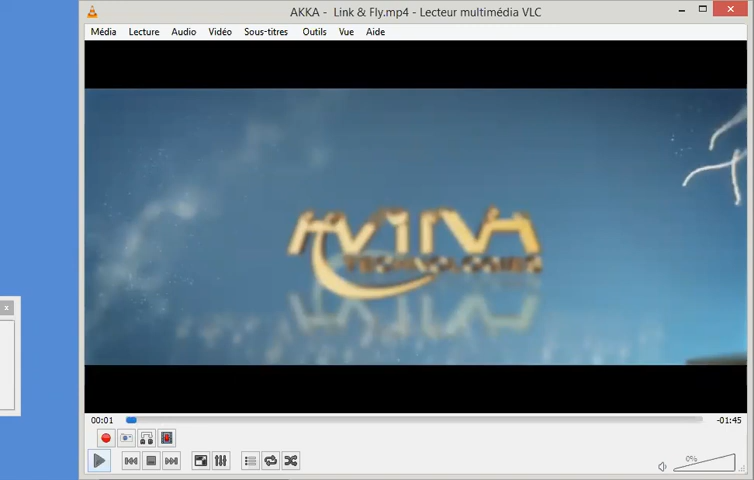 AKKA - Link & Fly.mp4 - Lecteur multimédia VLC
Média Lecture Audio Vidéo Sous-titres Outils Vue Aide
TECHNOLOGIES
00:01 -01:45
0%